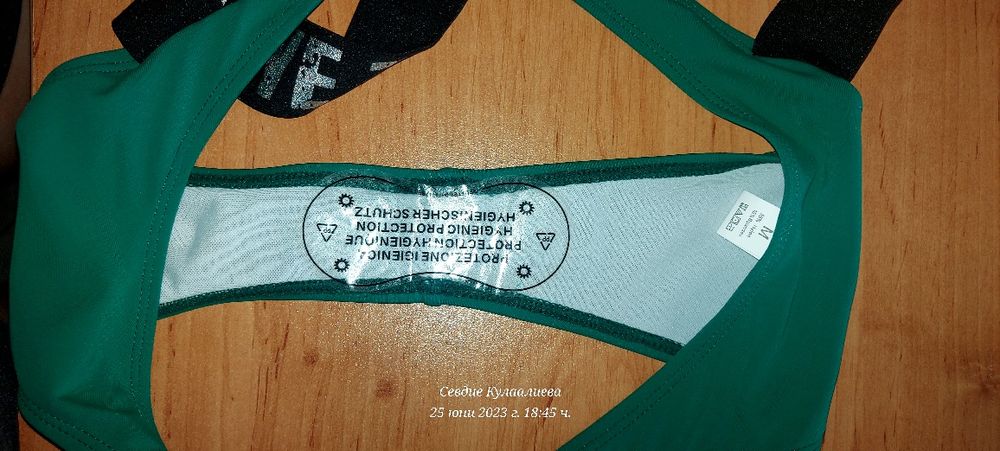 PROTEZIONE IGIENICA
PROTECTION HYGIENIQUE
HYGIENIC PROTECTION
HYGIENISCHER SCHUTZ
M
Севдие Кулаалиева
25 юни 2023 г. 18:45 ч.